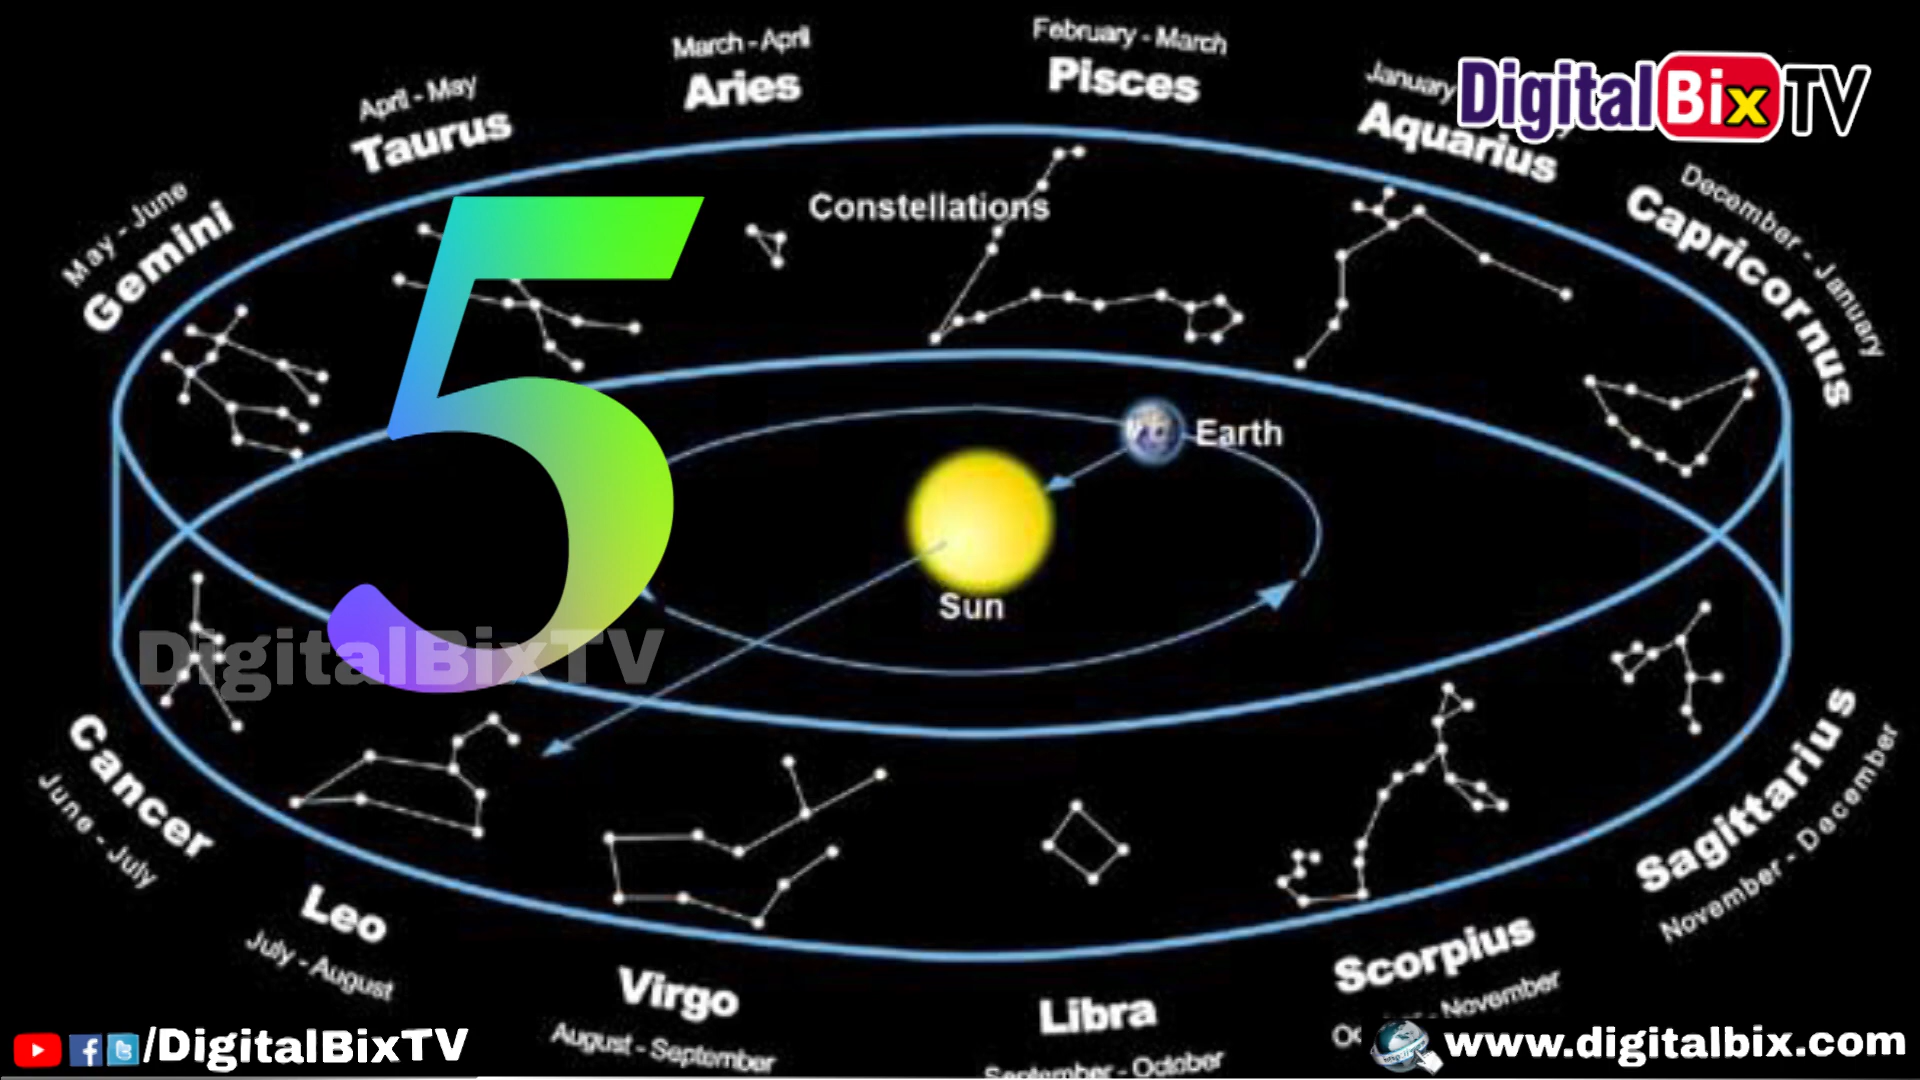 February - March
Pisces
March - April
Aries
January
Aquarius
DigitalBixTV
April - May
Taurus
December - January
Capricornus
May - June
Gemini
Constellations
5
Earth
Sun
DigitalBixTV
Cancer
June - July
Leo
July - August
Virgo
August - September
Libra
September - October
Scorpius
November
Sagittarius
November - December
/DigitalBixTV
www.digitalbix.com